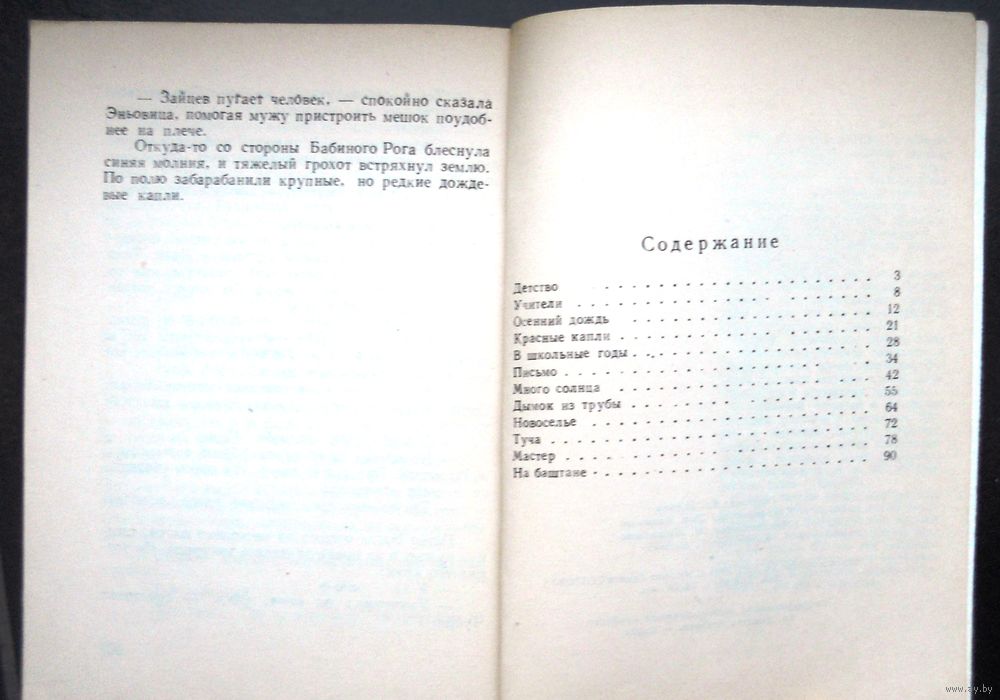 — Зайцев пугает человек, — спокойно сказала
Эньовица, помогая мужу пристроить мешок поудоб-
нее на плече.
Откуда-то со стороны Бабиного Рога блеснула
синяя молния, и тяжелый грохот встряхнул землю.
По полю забарабанили крупные, но редкие дожде-
вые капли.
Содержание
Детство . . . . . . . . . . . . . . . . 3
Учители . . . . . . . . . . . . . . . . 8
Осенний дождь . . . . . . . . . . . . . 12
Красные капли . . . . . . . . . . . . . 21
В школьные годы . . . . . . . . . . . . 28
Письмо . . . . . . . . . . . . . . . . 34
Много солнца . . . . . . . . . . . . . 42
Дымок из трубы . . . . . . . . . . . . 55
Новоселье . . . . . . . . . . . . . . . 64
Туча . . . . . . . . . . . . . . . . . 72
Мастер . . . . . . . . . . . . . . . . 78
На баштане . . . . . . . . . . . . . . 90
www.ay.by